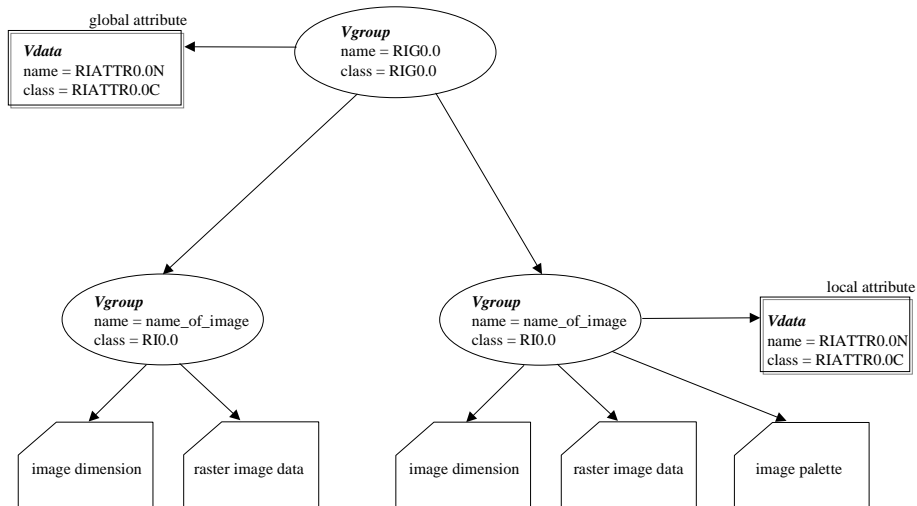 global attribute
Vdata
name = RIATTR0.0N
class = RIATTR0.0C
Vgroup
name = RIG0.0
class = RIG0.0
Vgroup
name = name_of_image
class = RI0.0
Vgroup
name = name_of_image
class = RI0.0
local attribute
Vdata
name = RIATTR0.0N
class = RIATTR0.0C
image dimension
raster image data
image dimension
raster image data
image palette